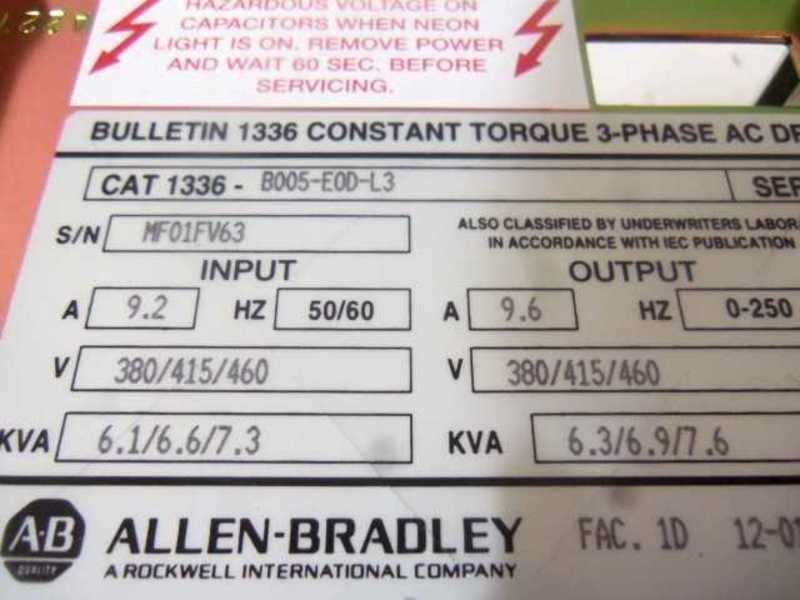 HAZARDOUS VOLTAGE ON
CAPACITORS WHEN NEON
LIGHT IS ON. REMOVE POWER
AND WAIT 60 SEC. BEFORE
SERVICING.
BULLETIN 1336 CONSTANT TORQUE 3-PHASE AC
CAT 1336 - B005-EOD-L3 SER
S/N MF01FV63
ALSO CLASSIFIED BY UNDERWRITERS
IN ACCORDANCE WITH IEC PUBLICATION
INPUT OUTPUT
A 9.2 HZ 50/60 A 9.6 HZ 0-250
V 380/415/460 V 380/415/460
KVA 6.1/6.6/7.3 KVA 6.3/6.9/7.6
A-B QUALITY
ALLEN-BRADLEY FAC. 1D
A ROCKWELL INTERNATIONAL COMPANY